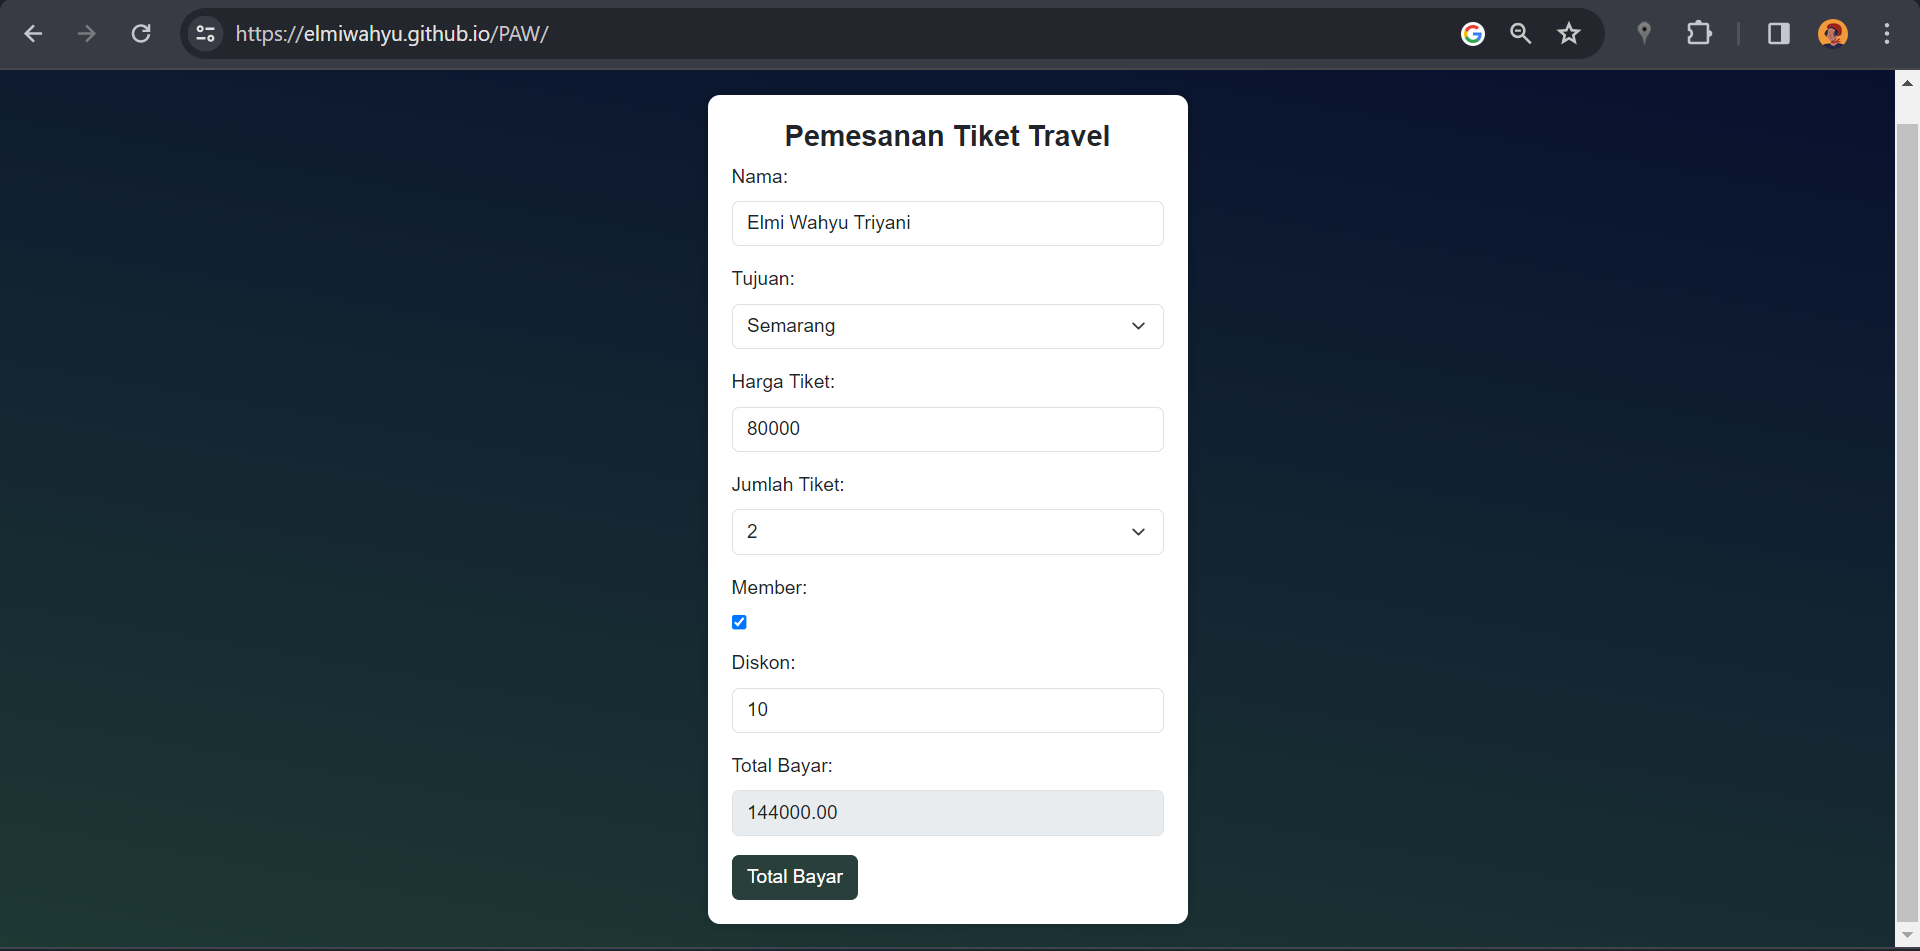 https://elmiwahyu.github.io/PAW/
Pemesanan Tiket Travel
Nama:
Elmi Wahyu Triyani
Tujuan:
Semarang
Harga Tiket:
80000
Jumlah Tiket:
2
Member:
Diskon:
10
Total Bayar:
144000.00
Total Bayar